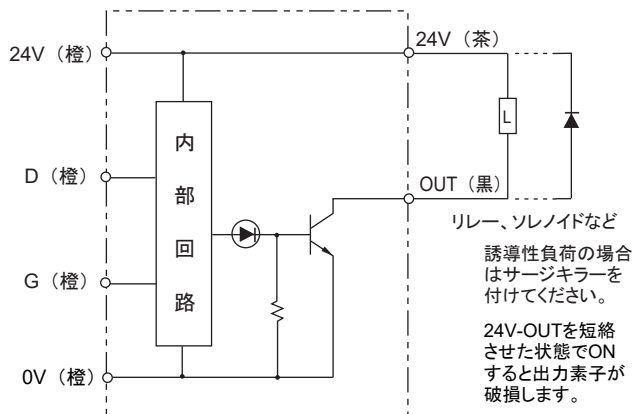 24V（橙）
24V（茶）
内部回路
D（橙）
L
OUT（黒）
G（橙）
0V（橙）
リレー、ソレノイドなど
誘導性負荷の場合
はサージキラーを
付けてください。
24V-OUTを短絡
させた状態でON
すると出力素子が
破損します。